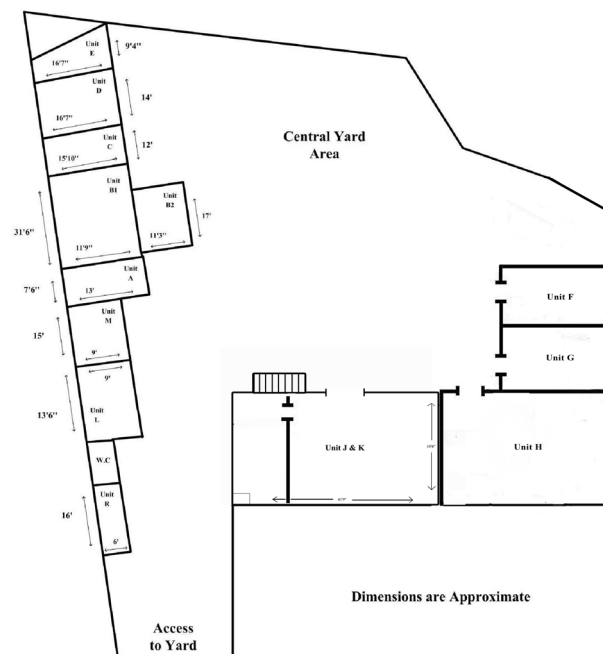 Unit
E
9'4"
16'7"
Unit
D
14'
16'7"
Unit
C
12'
15'10"
Central Yard
Area
Unit
B1
Unit
B2
17'
31'6"
11'9"
11'3"
Unit
A
7'6"
13'
Unit F
Unit
M
15'
9'
Unit G
9'
13'6"
Unit
L
Unit J & K
Unit H
W.C
Unit
R
16'
6'
Dimensions are Approximate
Access
to Yard